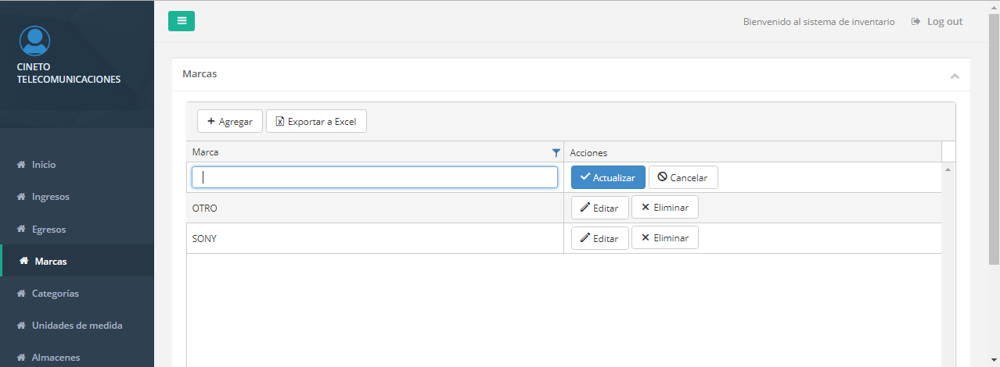 CINETO
TELECOMUNICACIONES
Inicio
Ingresos
Egresos
Marcas
Categorías
Unidades de medida
Almacenes
Bienvenido al sistema de inventario Log out
Marcas
Agregar Exportar a Excel
Marca Acciones
Actualizar Cancelar
OTRO Editar Eliminar
SONY Editar Eliminar